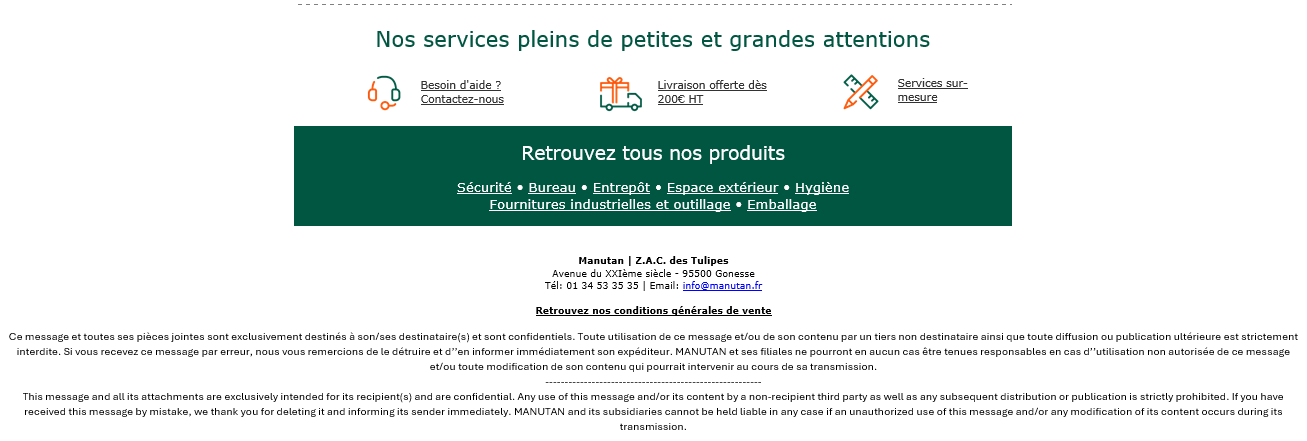 Nos services pleins de petites et grandes attentions
Besoin d'aide ?
Contactez-nous
Livraison offerte dès
200€ HT
Services sur-
mesure
Retrouvez tous nos produits
Sécurité • Bureau • Entrepôt • Espace extérieur • Hygiène
Fournitures industrielles et outillage • Emballage
Manutan | Z.A.C. des Tulipes
Avenue du XXIème siècle - 95500 Gonesse
Tél: 01 34 53 35 35 | Email: info@manutan.fr
Retrouvez nos conditions générales de vente
Ce message et toutes ses pièces jointes sont exclusivement destinés à son/ses destinataire(s) et sont confidentiels. Toute utilisation de ce message et/ou de son contenu par un tiers non destinataire ainsi que toute diffusion ou publication ultérieure est strictement
interdite. Si vous recevez ce message par erreur, nous vous remercions de le détruire et d’’en informer immédiatement son expéditeur. MANUTAN et ses filiales ne pourront en aucun cas être tenues responsables en cas d’’utilisation non autorisée de ce message
et/ou toute modification de son contenu qui pourrait intervenir au cours de sa transmission.
--------------------------------------------------------
This message and all its attachments are exclusively intended for its recipient(s) and are confidential. Any use of this message and/or its content by a non-recipient third party as well as any subsequent distribution or publication is strictly prohibited. If you have
received this message by mistake, we thank you for deleting it and informing its sender immediately. MANUTAN and its subsidiaries cannot be held liable in any case if an unauthorized use of this message and/or any modification of its content occurs during its
transmission.